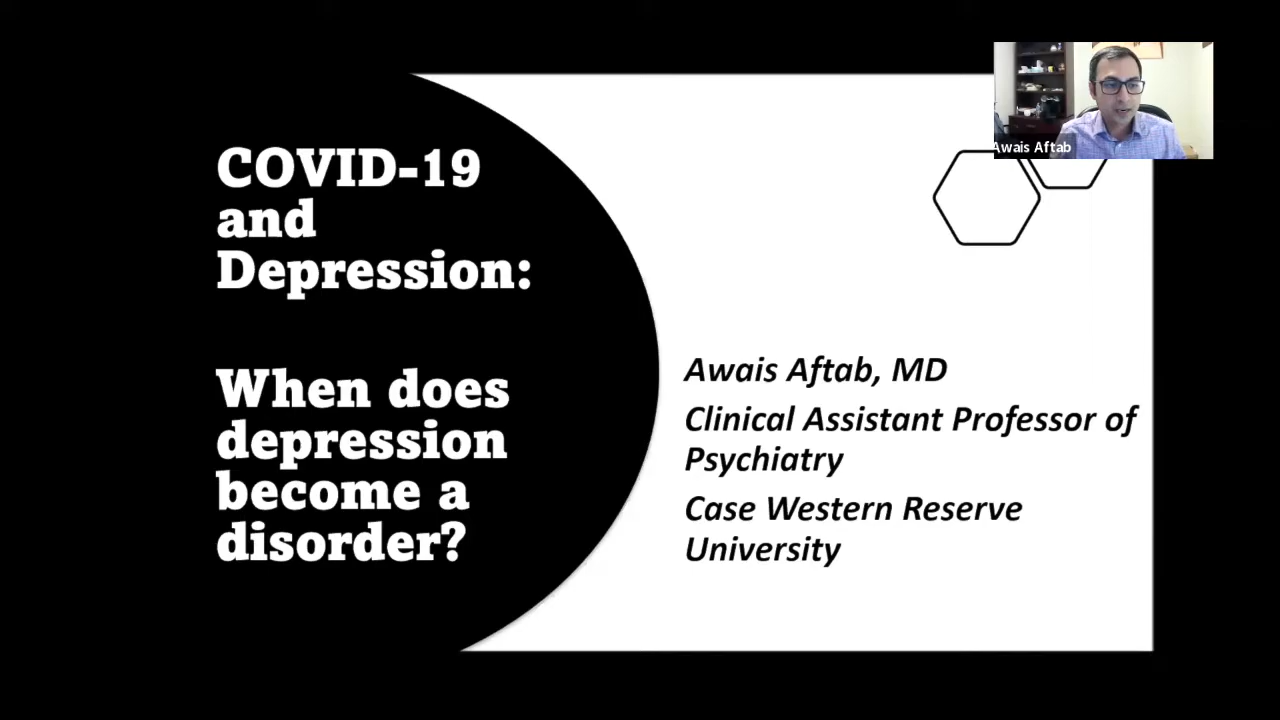 COVID-19
and
Depression:
When does
depression
become a
disorder?
Awais Aftab
Awais Aftab, MD
Clinical Assistant Professor of
Psychiatry
Case Western Reserve
University